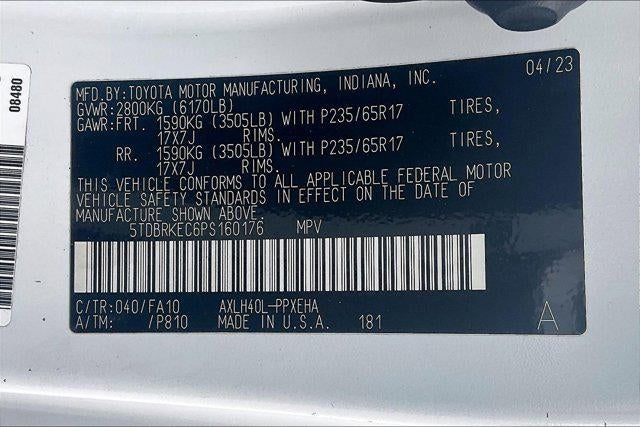 08480
MFD.BY:TOYOTA MOTOR MANUFACTURING, INDIANA, INC. 04/23
GVWR:2800KG (6170LB)
GAWR:FRT. 1590KG (3505LB) WITH P235/65R17 TIRES,
17X7J RIMS.
RR. 1590KG (3505LB) WITH P235/65R17 TIRES,
17X7J RIMS.
THIS VEHICLE CONFORMS TO ALL APPLICABLE FEDERAL MOTOR
VEHICLE SAFETY STANDARDS IN EFFECT ON THE DATE OF
MANUFACTURE SHOWN ABOVE.
5TDBRKEC6PS160176 MPV
C/TR:040/FA10 AXLH40L-PPXEHA
A/TM: /P810 MADE IN U.S.A. 181 A